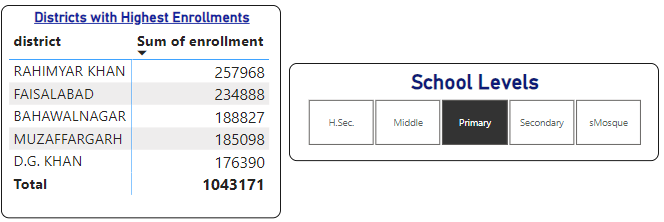 Districts with Highest Enrollments
district Sum of enrollment
RAHIMYAR KHAN 257968
FAISALABAD 234888
BAHAWALNAGAR 188827
MUZAFFARGARH 185098
D.G. KHAN 176390
Total 1043171
School Levels
H.Sec. Middle Primary Secondary sMosque